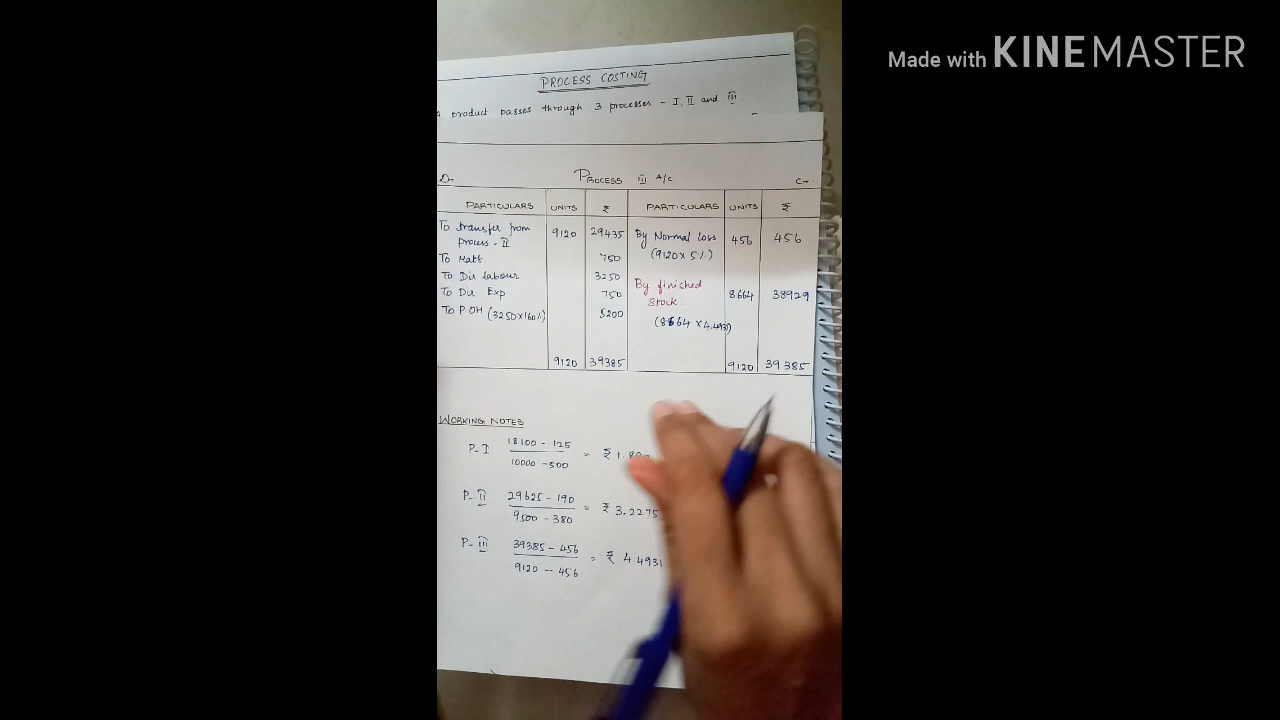 Made with KINEMASTER
PROCESS COSTING
product passes through 3 processes - I, II and III.
Dr PROCESS III A/C Cr
PARTICULARS UNITS ₹ PARTICULARS UNITS ₹
To transfer from Process - II 9120 29435 By Normal Loss 456 456
(9120 x 5%)
To Matt 750
To Dir labour 3250 By finished stock 8664 38929
To Dir Exp 750
To POH (3250x160%) 5200 (8664 x 4.4931)
9120 39385 9120 39385
WORKING NOTES
P-I 18100 - 125
10000 - 500 = ₹ 1.89
P-II 29625 - 190
9500 - 380 = ₹ 3.2275
P-III 39385 - 456
9120 - 456 = ₹ 4.4931